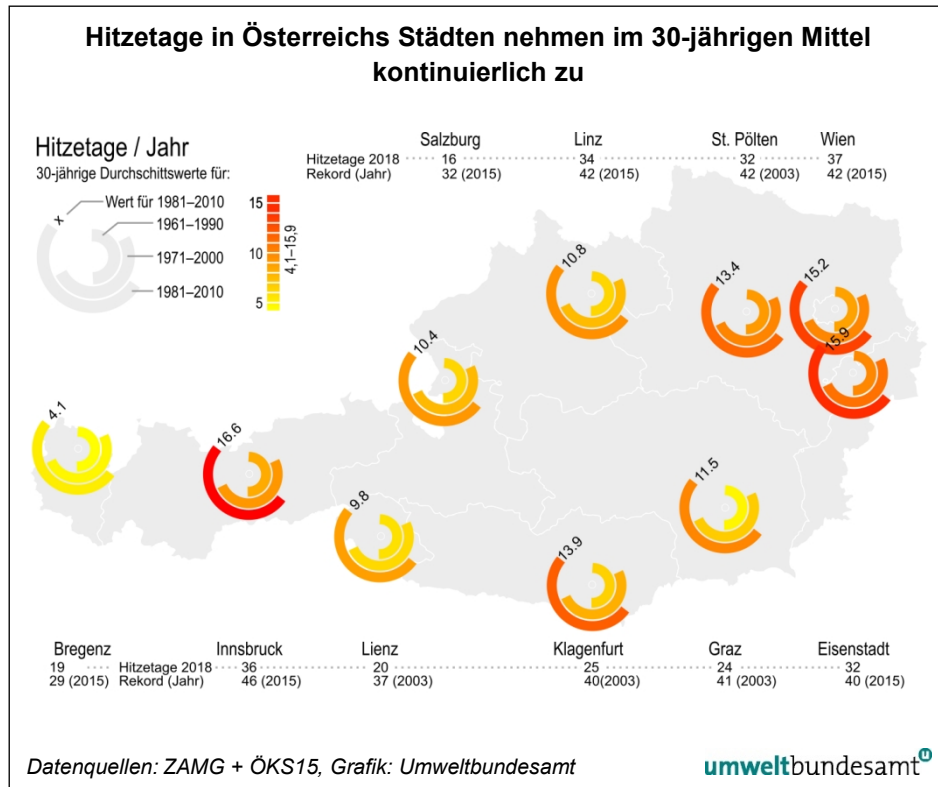 Hitzetage in Österreichs Städten nehmen im 30-jährigen Mittel
kontinuierlich zu
Hitzetage / Jahr
30-jährige Durchschittswerte für:
x Wert für 1981–2010
1961–1990
1971–2000
1981–2010
15
10
5
4,1–15,9
Salzburg Linz St. Pölten Wien
Hitzetage 2018 16 34 32 37
Rekord (Jahr) 32 (2015) 42 (2015) 42 (2003) 42 (2015)
10.8
13.4
15.2
15.9
10.4
4.1
16.6
9.8
13.9
11.5
Bregenz Innsbruck Lienz Klagenfurt Graz Eisenstadt
19 Hitzetage 2018 36 20 25 24 32
29 (2015) Rekord (Jahr) 46 (2015) 37 (2003) 40(2003) 41 (2003) 40 (2015)
Datenquellen: ZAMG + ÖKS15, Grafik: Umweltbundesamt
umweltbundesamt u